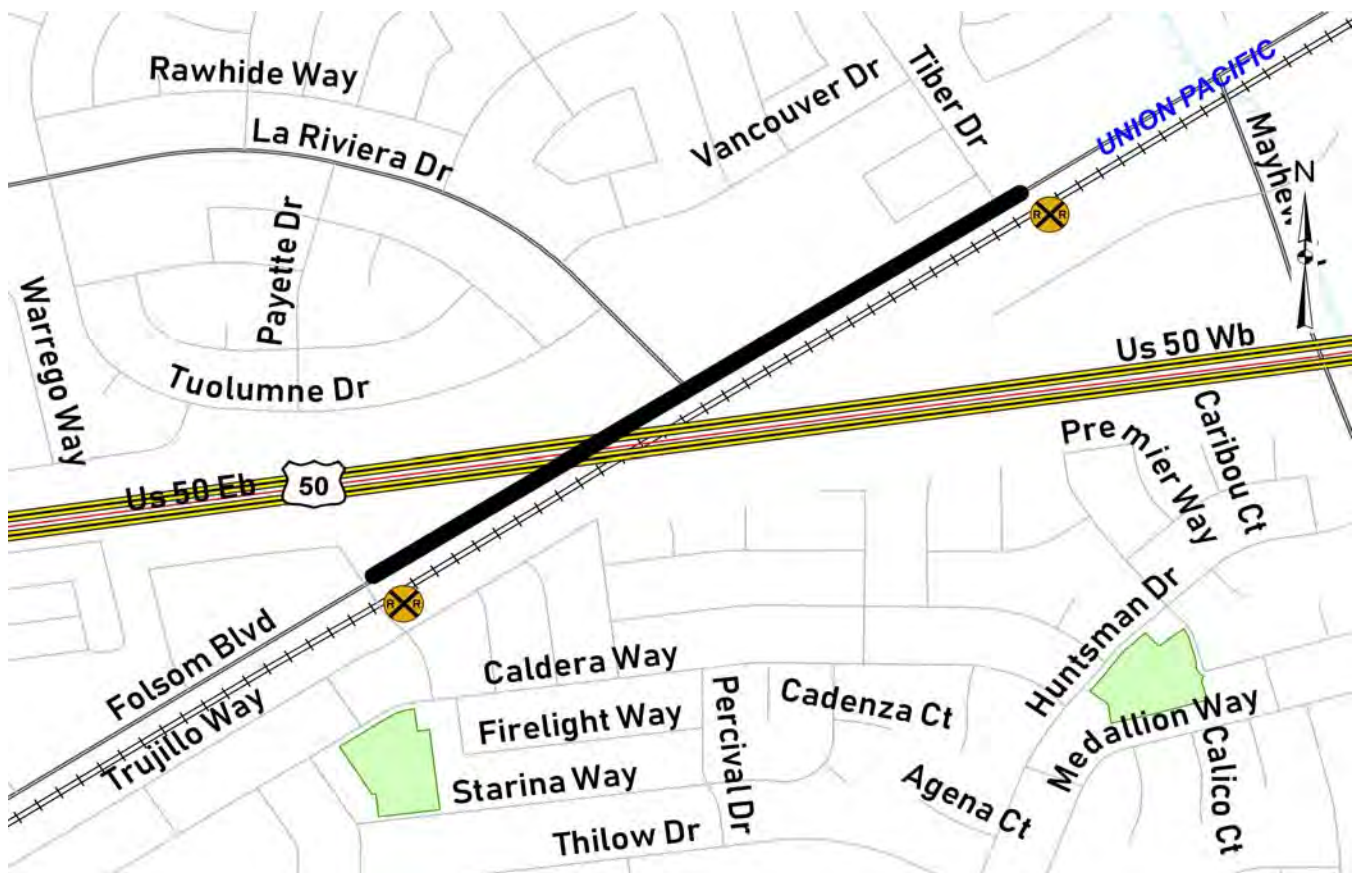 Rawhide Way
La Riviera Dr
Vancouver Dr
Tiber Dr
UNION PACIFIC
Mayhew
N
R R
Payette Dr
Warrego Way
Tuolumne Dr
Us 50 Wb
Us 50 Eb
50
Premier Way
Caribou Ct
R R
Folsom Blvd
Trujillo Way
Caldera Way
Huntsman Dr
Firelight Way
Percival Dr
Cadenza Ct
Medallion Way
Calico Ct
Starina Way
Agena Ct
Thilow Dr